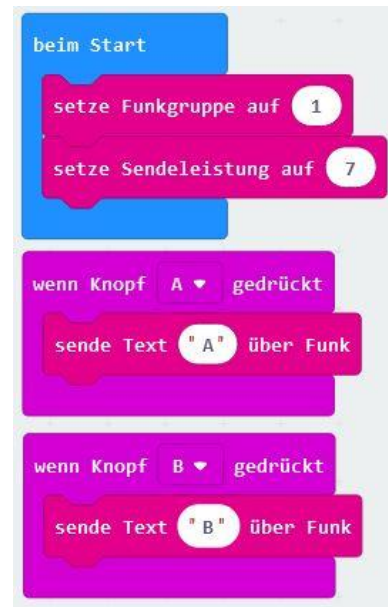 beim Start
setze Funkgruppe auf 1
setze Sendeleistung auf 7
wenn Knopf A gedrückt
sende Text "A" über Funk
wenn Knopf B gedrückt
sende Text "B" über Funk